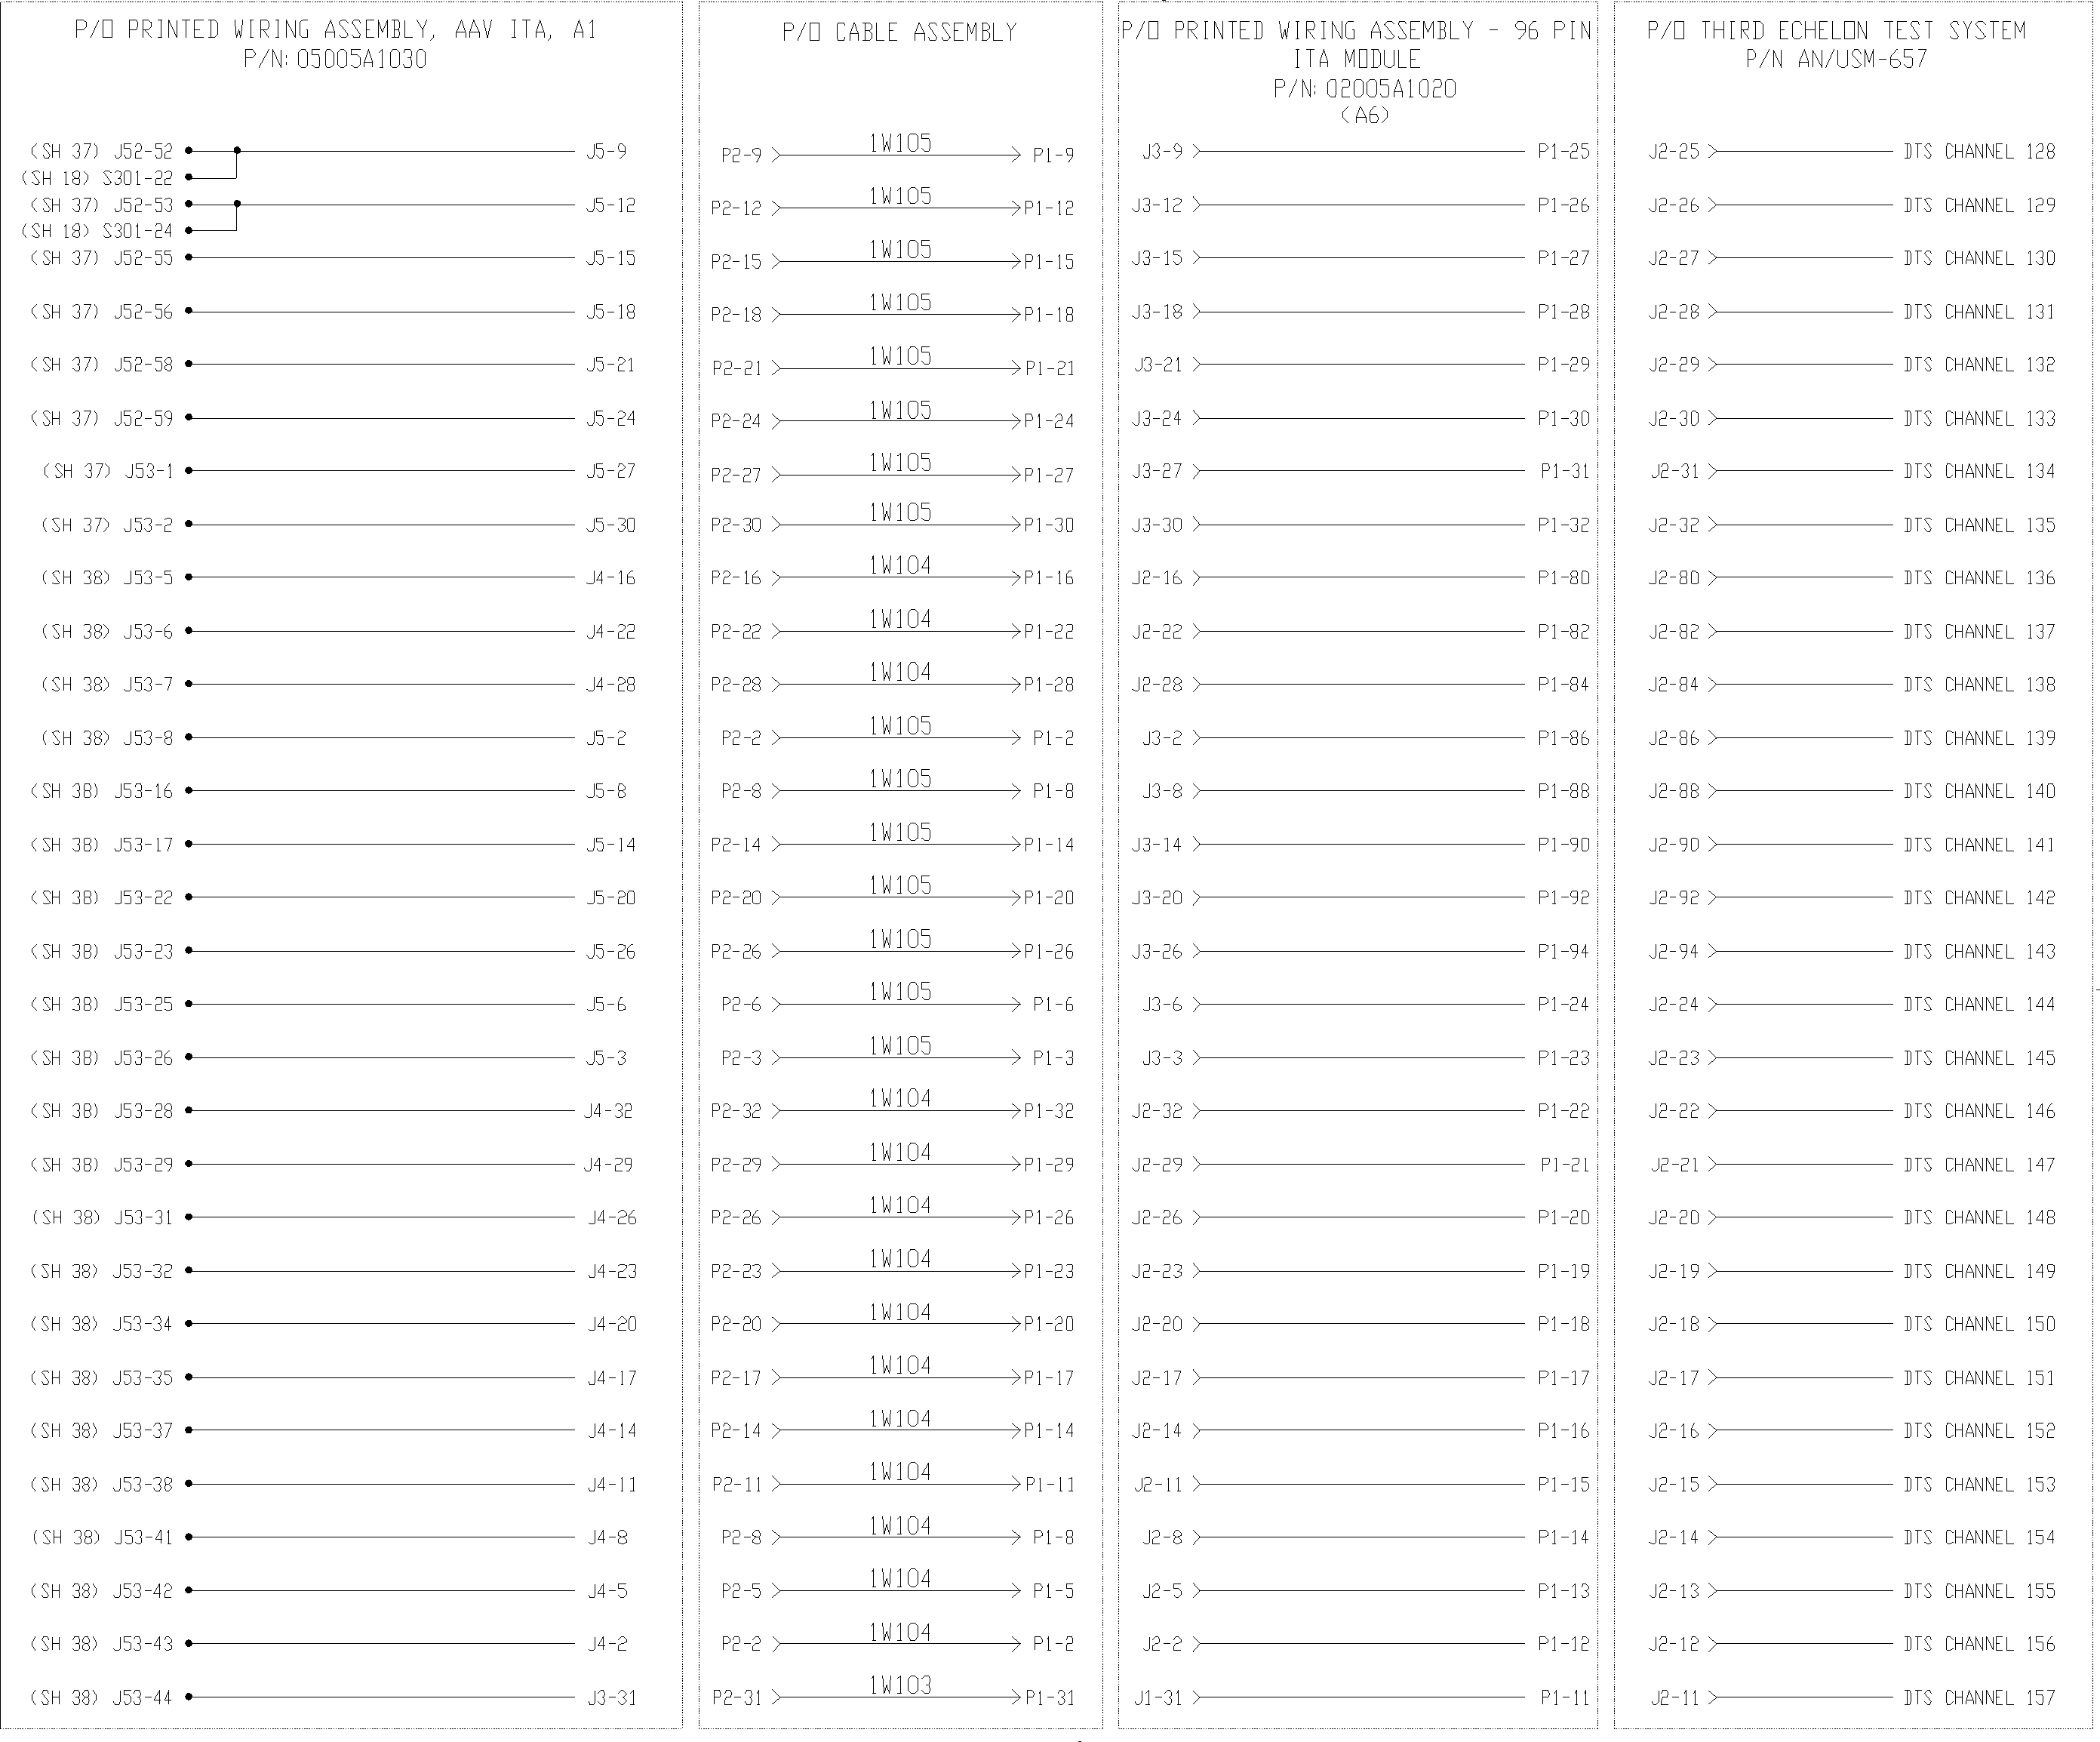 P/O PRINTED WIRING ASSEMBLY, AAV ITA, A1
P/N: 05005A1030
P/O CABLE ASSEMBLY
P/O PRINTED WIRING ASSEMBLY - 96 PIN
ITA MODULE
P/N: 02005A1020
(A6)
P/O THIRD ECHELON TEST SYSTEM
P/N AN/USM-657
(SH 37) J52-52 J5-9 P2-9 1W105 P1-9 J3-9 P1-25 J2-25 DTS CHANNEL 128
(SH 18) S301-22
(SH 37) J52-53 J5-12 P2-12 1W105 P1-12 J3-12 P1-26 J2-26 DTS CHANNEL 129
(SH 18) S301-24
(SH 37) J52-55 J5-15 P2-15 1W105 P1-15 J3-15 P1-27 J2-27 DTS CHANNEL 130
(SH 37) J52-56 J5-18 P2-18 1W105 P1-18 J3-18 P1-28 J2-28 DTS CHANNEL 131
(SH 37) J52-58 J5-21 P2-21 1W105 P1-21 J3-21 P1-29 J2-29 DTS CHANNEL 132
(SH 37) J52-59 J5-24 P2-24 1W105 P1-24 J3-24 P1-30 J2-30 DTS CHANNEL 133
(SH 37) J53-1 J5-27 P2-27 1W105 P1-27 J3-27 P1-31 J2-31 DTS CHANNEL 134
(SH 37) J53-2 J5-30 P2-30 1W105 P1-30 J3-30 P1-32 J2-32 DTS CHANNEL 135
(SH 38) J53-5 J4-16 P2-16 1W104 P1-16 J2-16 P1-80 J2-80 DTS CHANNEL 136
(SH 38) J53-6 J4-22 P2-22 1W104 P1-22 J2-22 P1-82 J2-82 DTS CHANNEL 137
(SH 38) J53-7 J4-28 P2-28 1W104 P1-28 J2-28 P1-84 J2-84 DTS CHANNEL 138
(SH 38) J53-8 J5-2 P2-2 1W105 P1-2 J3-2 P1-86 J2-86 DTS CHANNEL 139
(SH 38) J53-16 J5-8 P2-8 1W105 P1-8 J3-8 P1-88 J2-88 DTS CHANNEL 140
(SH 38) J53-17 J5-14 P2-14 1W105 P1-14 J3-14 P1-90 J2-90 DTS CHANNEL 141
(SH 38) J53-22 J5-20 P2-20 1W105 P1-20 J3-20 P1-92 J2-92 DTS CHANNEL 142
(SH 38) J53-23 J5-26 P2-26 1W105 P1-26 J3-26 P1-94 J2-94 DTS CHANNEL 143
(SH 38) J53-25 J5-6 P2-6 1W105 P1-6 J3-6 P1-24 J2-24 DTS CHANNEL 144
(SH 38) J53-26 J5-3 P2-3 1W105 P1-3 J3-3 P1-23 J2-23 DTS CHANNEL 145
(SH 38) J53-28 J4-32 P2-32 1W104 P1-32 J2-32 P1-22 J2-22 DTS CHANNEL 146
(SH 38) J53-29 J4-29 P2-29 1W104 P1-29 J2-29 P1-21 J2-21 DTS CHANNEL 147
(SH 38) J53-31 J4-26 P2-26 1W104 P1-26 J2-26 P1-20 J2-20 DTS CHANNEL 148
(SH 38) J53-32 J4-23 P2-23 1W104 P1-23 J2-23 P1-19 J2-19 DTS CHANNEL 149
(SH 38) J53-34 J4-20 P2-20 1W104 P1-20 J2-20 P1-18 J2-18 DTS CHANNEL 150
(SH 38) J53-35 J4-17 P2-17 1W104 P1-17 J2-17 P1-17 J2-17 DTS CHANNEL 151
(SH 38) J53-37 J4-14 P2-14 1W104 P1-14 J2-14 P1-16 J2-16 DTS CHANNEL 152
(SH 38) J53-38 J4-11 P2-11 1W104 P1-11 J2-11 P1-15 J2-15 DTS CHANNEL 153
(SH 38) J53-41 J4-8 P2-8 1W104 P1-8 J2-8 P1-14 J2-14 DTS CHANNEL 154
(SH 38) J53-42 J4-5 P2-5 1W104 P1-5 J2-5 P1-13 J2-13 DTS CHANNEL 155
(SH 38) J53-43 J4-2 P2-2 1W104 P1-2 J2-2 P1-12 J2-12 DTS CHANNEL 156
(SH 38) J53-44 J3-31 P2-31 1W103 P1-31 J1-31 P1-11 J2-11 DTS CHANNEL 157